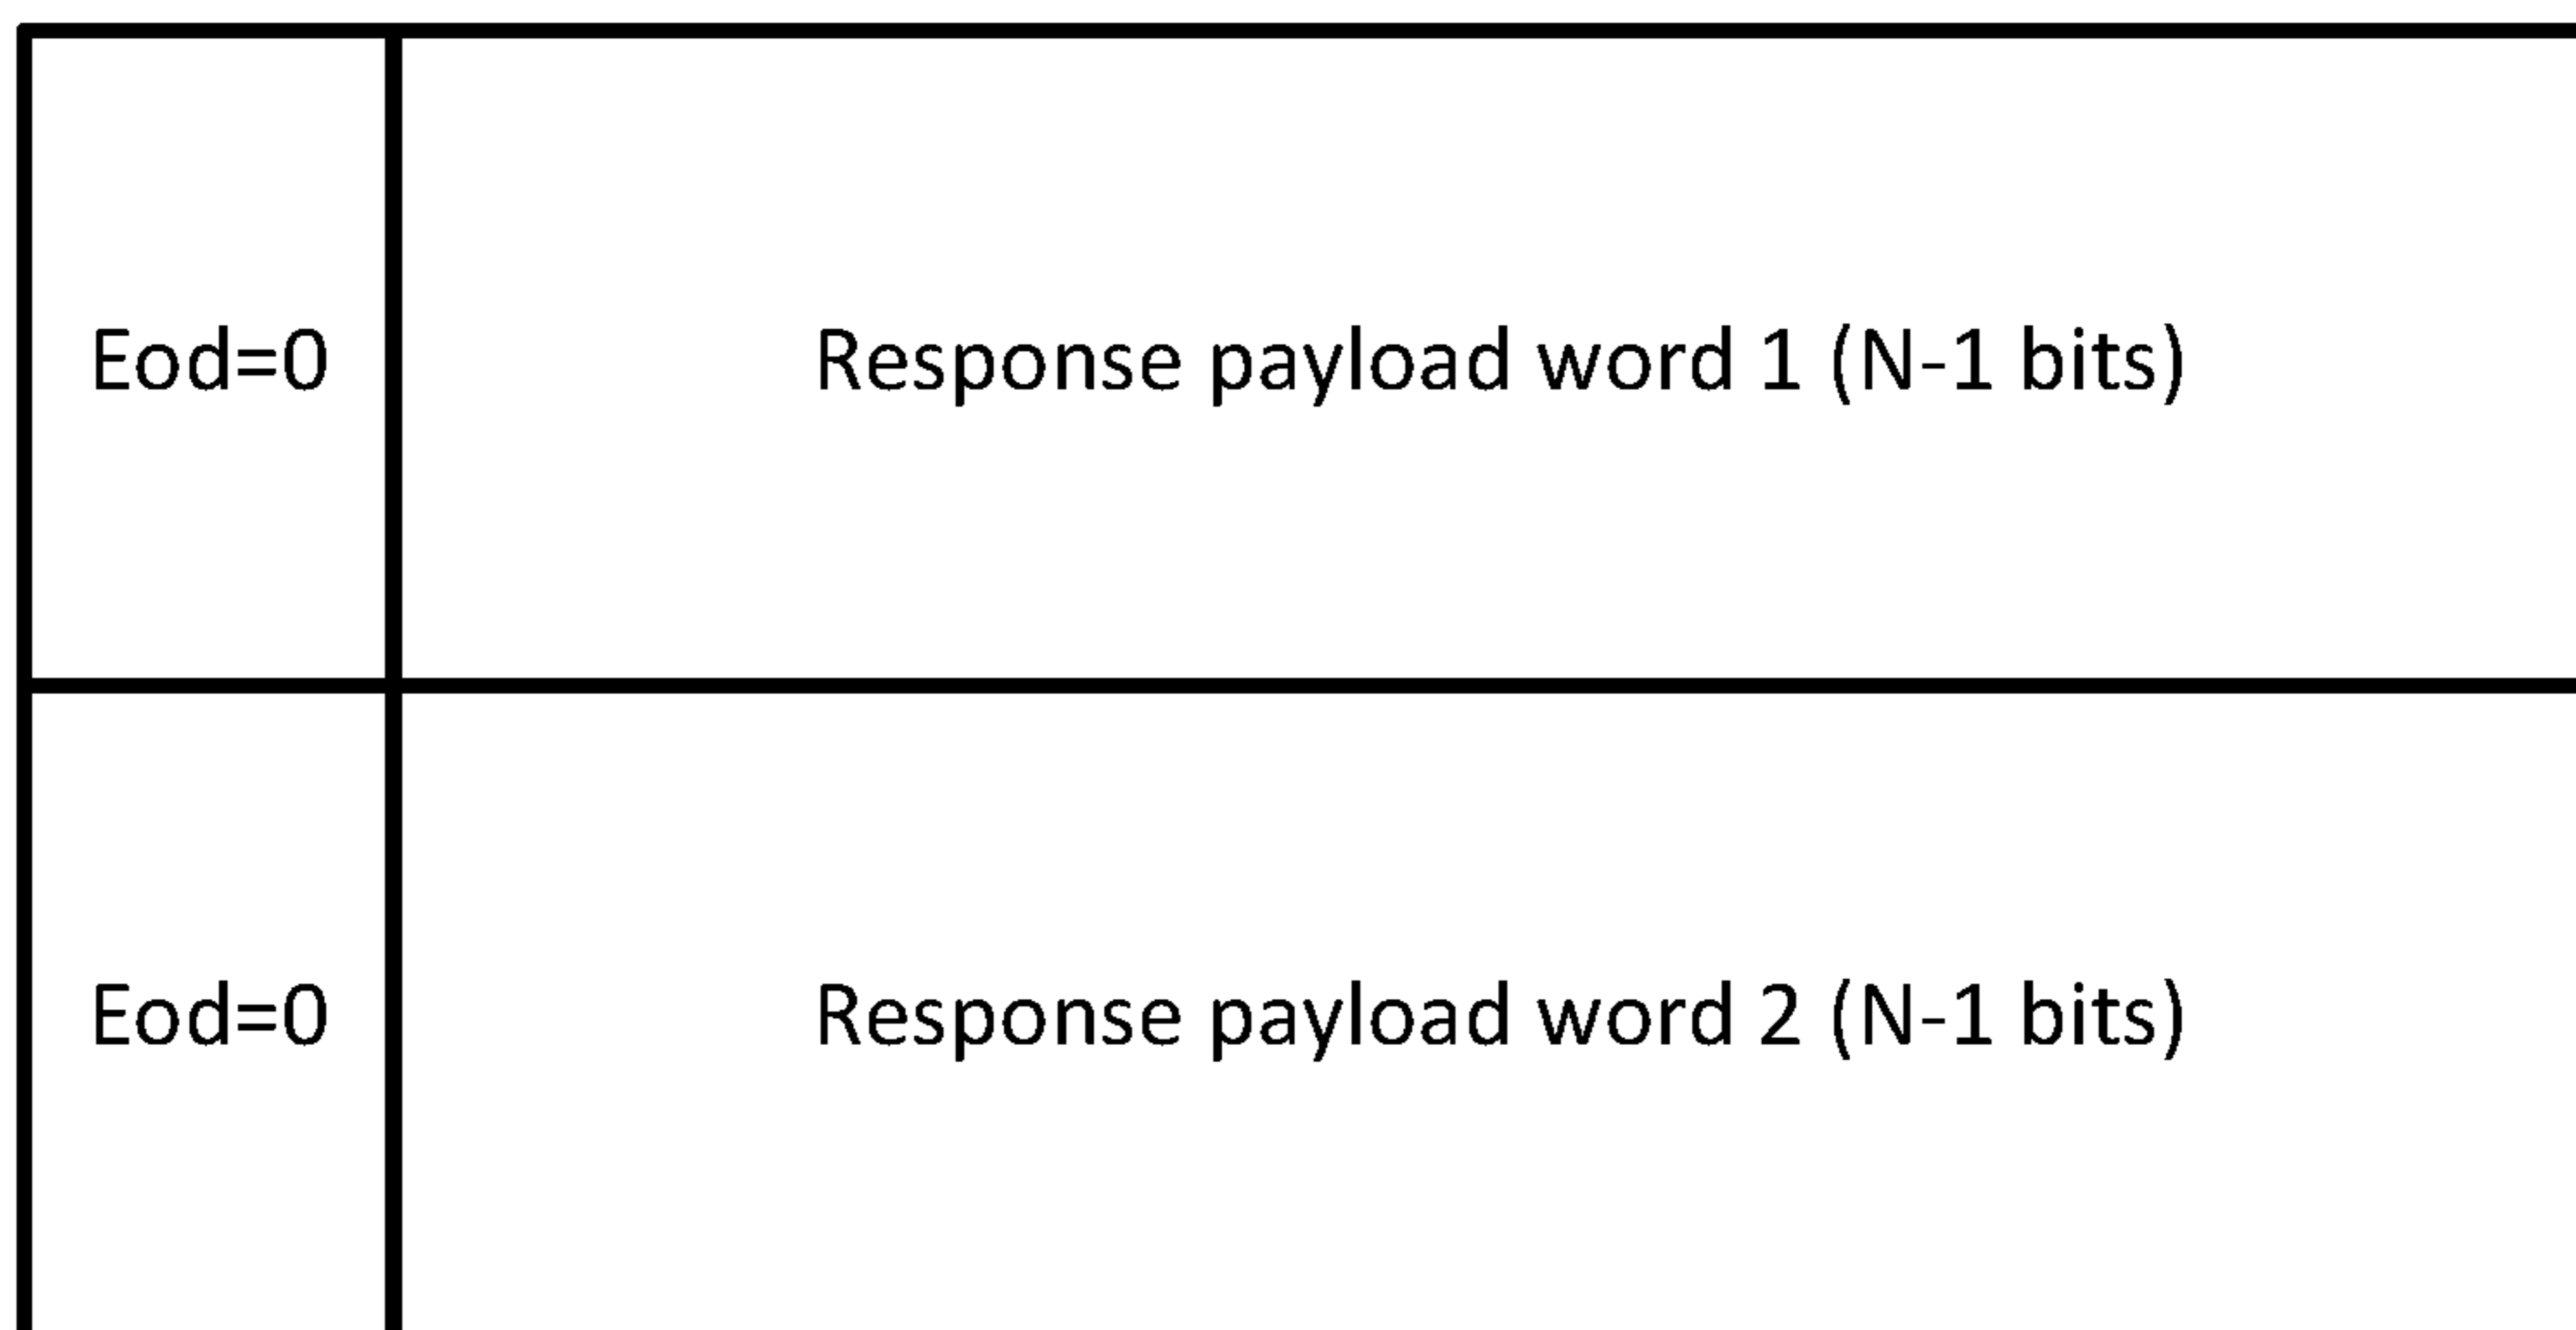 Eod=0 Response payload word 1 (N-1 bits)
Eod=0 Response payload word 2 (N-1 bits)